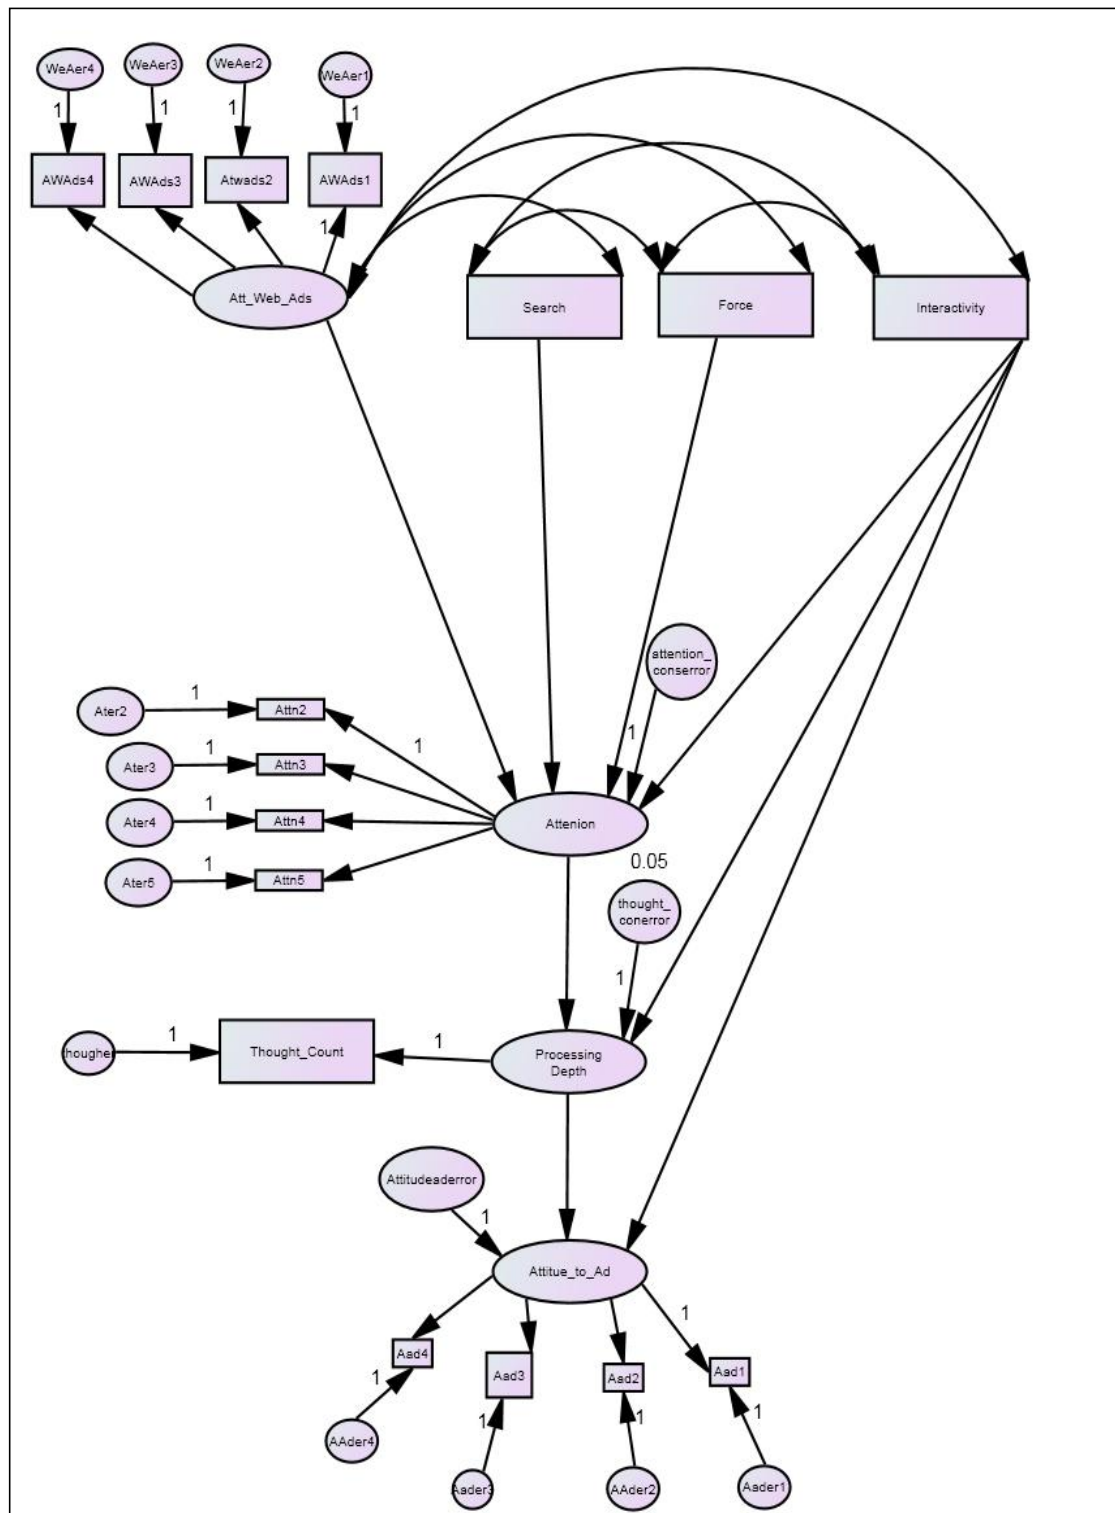 WeAer4
WeAer3
WeAer2
WeAer1
1
1
1
1
AWAds4
AWAds3
Atwads2
AWAds1
1
Att_Web_Ads
Search
Force
Interactivity
attention_
conserror
1
Ater2
1
Attn2
1
Ater3
1
Attn3
Ater4
1
Attn4
Ater5
1
Attn5
Attenion
0.05
thought_
conerror
1
hougher
1
Thought_Count
1
Processing
Depth
Attitudeaderror
1
Attitue_to_Ad
1
Aad4
Aad3
Aad2
Aad1
1
1
1
1
AAder4
Aader3
AAder2
Aader1